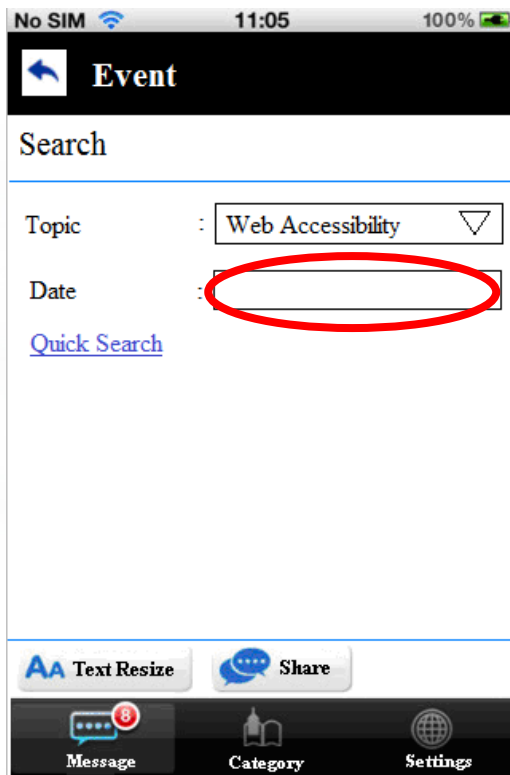 No SIM 11:05 100%
Event
Search
Topic : Web Accessibility
Date :
Quick Search
AA Text Resize Share
8
Message Category Settings